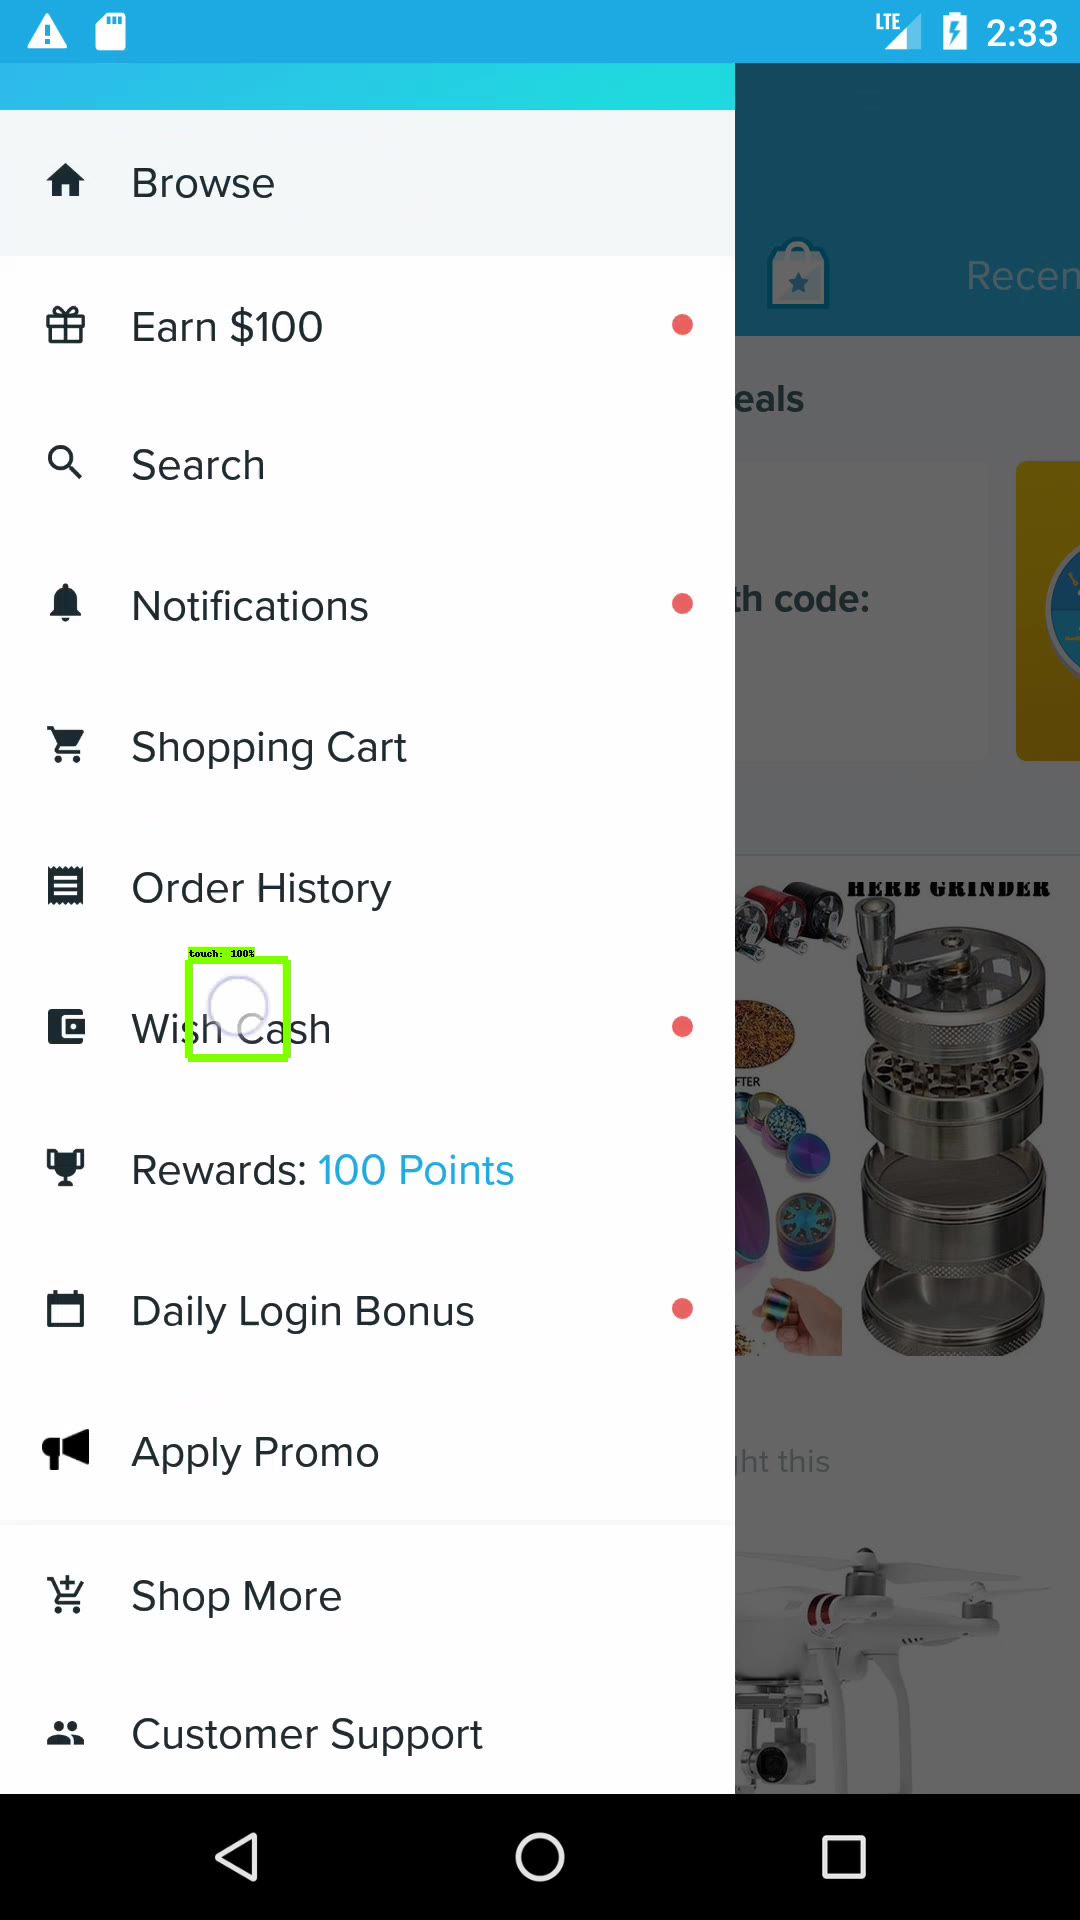 LTE 2:33
Browse
Recen
Earn $100
eals
Search
th code:
Notifications
Shopping Cart
Order History
HERB GRINDER
touch: 100%
Wish Cash
FTER
Rewards: 100 Points
Daily Login Bonus
Apply Promo
ght this
Shop More
Customer Support